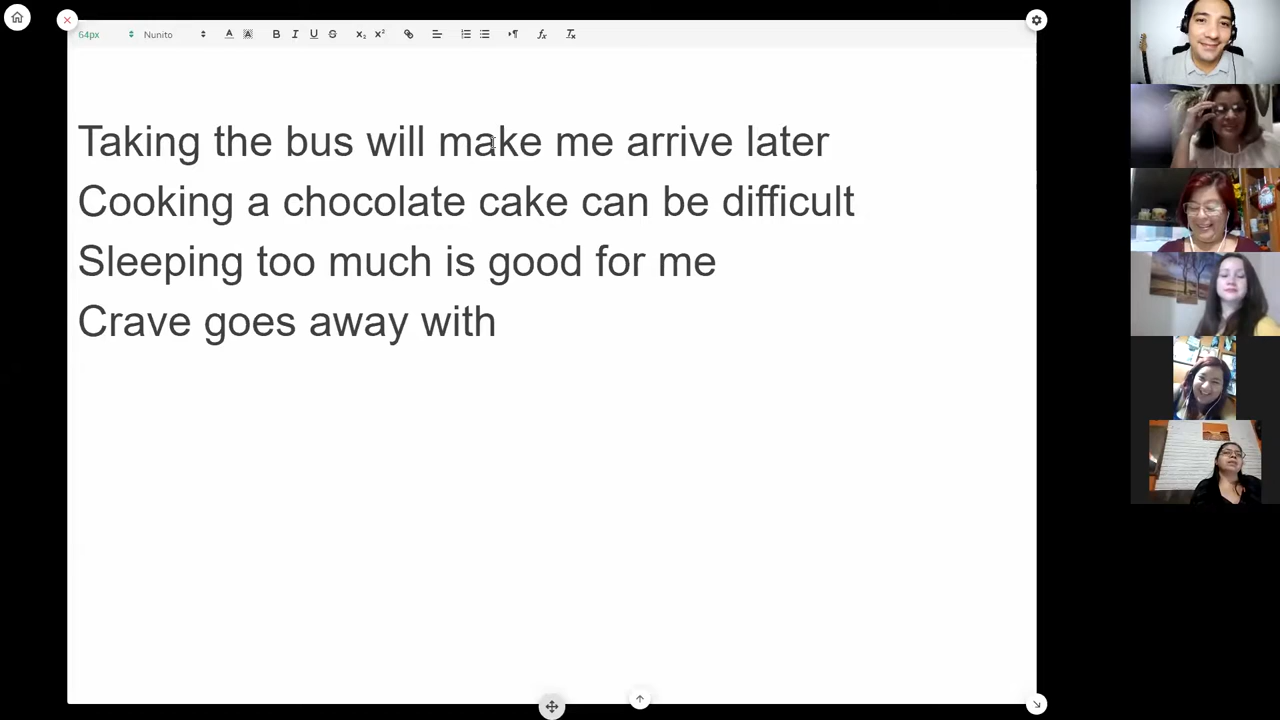 64px Nunito
Taking the bus will make me arrive later
Cooking a chocolate cake can be difficult
Sleeping too much is good for me
Crave goes away with